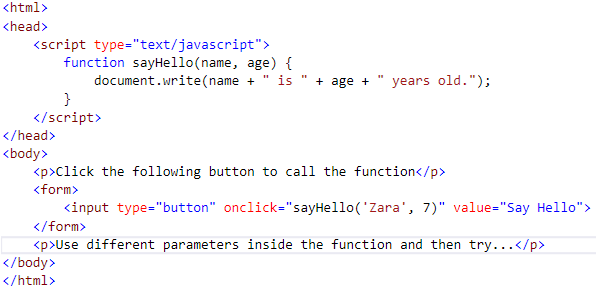 <html>
<head>
    <script type="text/javascript">
        function sayHello(name, age) {
            document.write(name + " is " + age + " years old.");
        }
    </script>
</head>
<body>
    <p>Click the following button to call the function</p>
    <form>
        <input type="button" onclick="sayHello('Zara', 7)" value="Say Hello">
    </form>
    <p>Use different parameters inside the function and then try...</p>
</body>
</html>